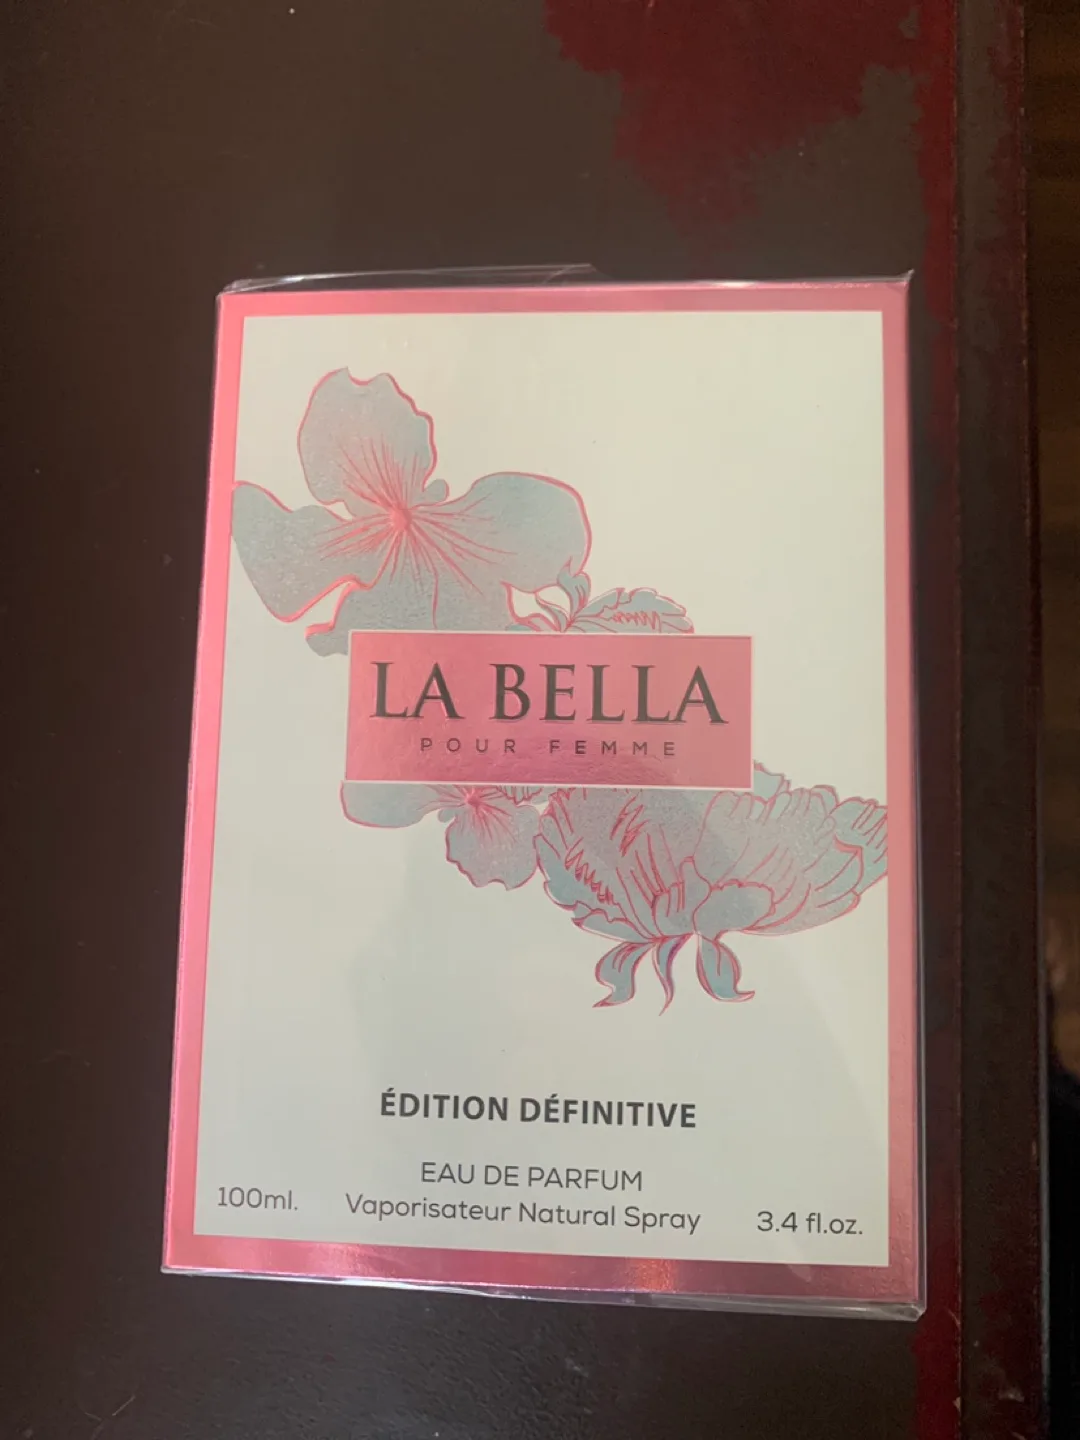 LA BELLA
POUR FEMME
ÉDITION DÉFINITIVE
EAU DE PARFUM
100ml. Vaporisateur Natural Spray 3.4 fl.oz.